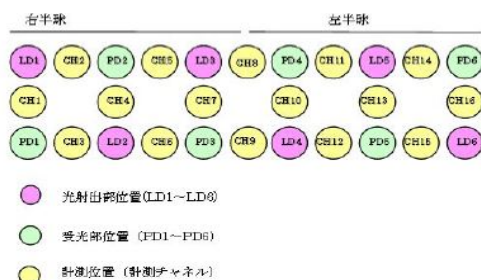 右半球 左半球
LD1 CH2 PD2 CH5 LD3 CH8 PD4 CH11 LD5 CH14 PD6
CH1 CH4 CH7 CH10 CH13 CH16
PD1 CH3 LD2 CH6 PD3 CH9 LD4 CH12 PD5 CH15 LD6
光射出部位置(LD1～LD6)
受光部位置 (PD1～PD6)
計測位置 (計測チャネル)